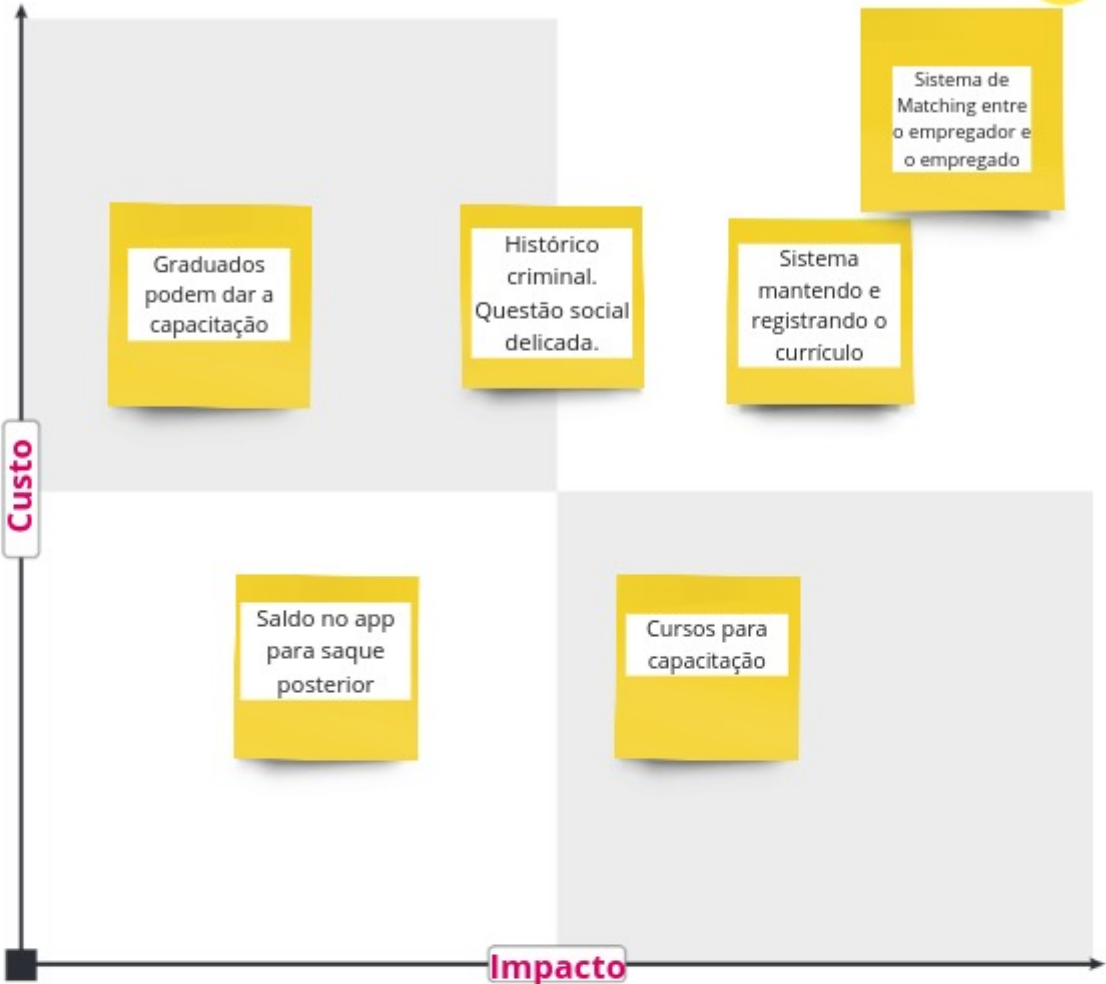 Sistema de
Matching entre
o empregador e
o empregado
Graduados
podem dar a
capacitação
Histórico
criminal.
Questão social
delicada.
Sistema
mantendo e
registrando o
currículo
Custo
Saldo no app
para saque
posterior
Cursos para
capacitação
Impacto